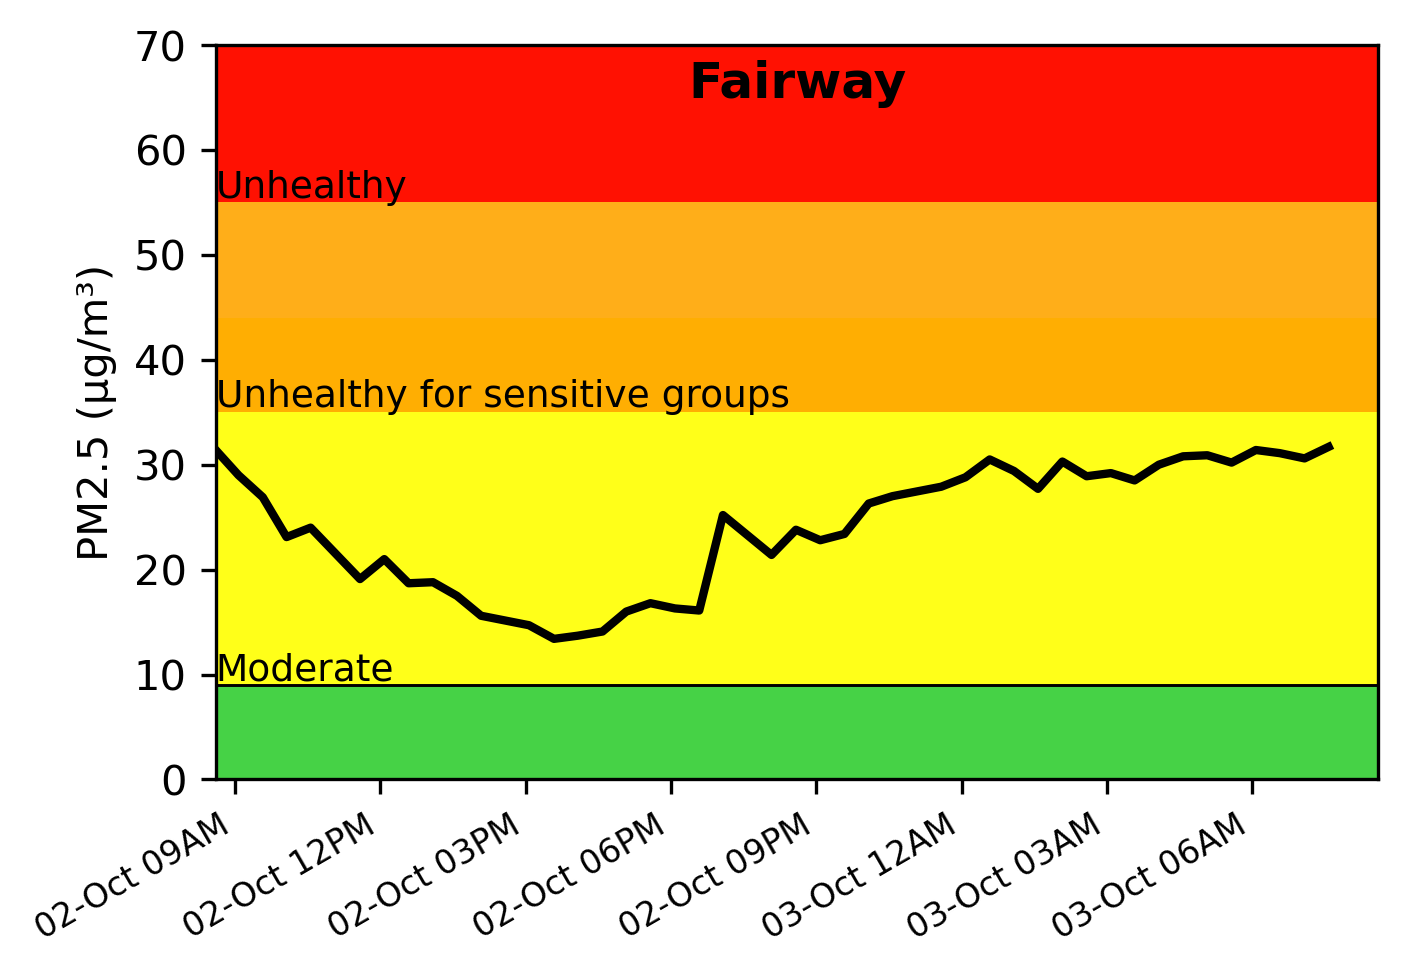 Fairway
70
60
Unhealthy
50
40
Unhealthy for sensitive groups
30
20
10
Moderate
0
PM2.5 (µg/m³)
02-Oct 09AM
02-Oct 12PM
02-Oct 03PM
02-Oct 06PM
02-Oct 09PM
03-Oct 12AM
03-Oct 03AM
03-Oct 06AM